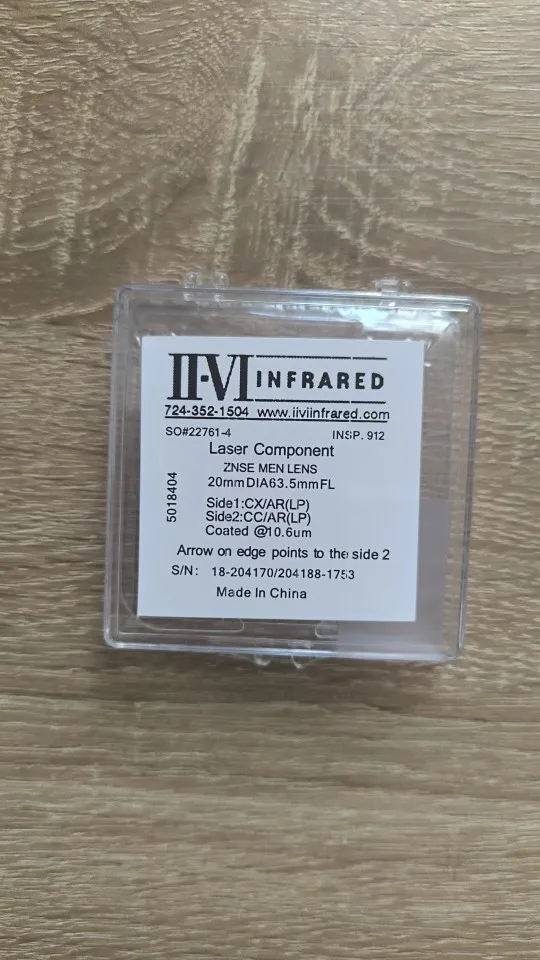 II-VI INFRARED
724-352-1504 www.iiviinfrared.com
SO#22761-4 INSP. 912
Laser Component
ZNSE MEN LENS
20mmDIA63.5mmFL
5018404
Side1:CX/AR(LP)
Side2:CC/AR(LP)
Coated @10.6um
Arrow on edge points to the side 2
S/N: 18-204170/204188-1753
Made In China